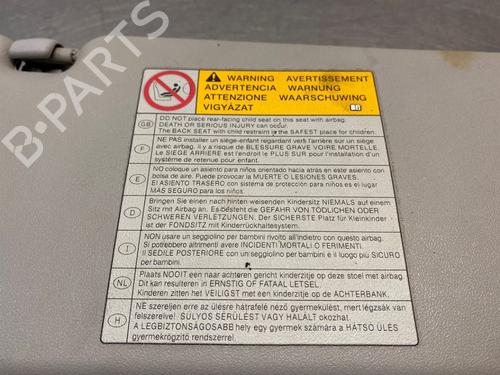 B-PARTS
WARNING AVERTISSEMENT
ADVERTENCIA WARNUNG
ATTENZIONE WAARSCHUWING
VIGYÁZAT
GB
DO NOT place rear-facing child seat on this seat with airbag.
DEATH OR SERIOUS INJURY can occur.
The BACK SEAT with child restraint is the SAFEST place for children.
F
NE PAS installer un siège-enfant regardant vers l'arrière sur un siège
avec airbag. il y a risque de BLESSURE GRAVE VOIRE MORTELLE.
Le SIÈGE ARRIÈRE est l'endroit le PLUS SUR pour l'installation d'un
système de retenue pour enfant.
E
NO coloque un asiento para niños orientado hacia atrás en este asiento con
bolsa de aire. Puede provocar la MUERTE O LESIONES GRAVES.
El ASIENTO TRASERO con sistema de protección para niños es el lugar
MAS SEGURO para los niños.
D
Bringen Sie einen nach hinten weisenden Kindersitz NIEMALS auf einem
Sitz mit Airbag an. Es besteht die GEFAHR VON TÖDLICHEN ODER
SCHWEREN VERLETZUNGEN. Der SICHERSTE Platz für Kleinkinder
ist der FONDSITZ mit Kinderrückhaltesystem.
I
NON usare un seggiolino per bambini rivolto all'indietro con questo airbag.
Si potrebbero altrimenti avere INCIDENTI MORTALI O FERIMENTI.
Il SEDILE POSTERIORE con un seggiolino per bambini è il luogo più SICURO
per bambini.
NL
Plaats NOOIT een naar achteren gericht kinderzitje op deze stoel met airbag.
Dit kan resulteren in ERNSTIG OF FATAAL LETSEL.
Kinderen zitten het VEILIGST met een kinderzitje op de ACHTERBANK.
H
NE szereljen erre az ülésre hátrafelé néző gyermekülést, mert légzsák van
felszerelve! SÚLYOS SÉRÜLÉST VAGY HALÁLT okozhat.
A LEGBIZTONSÁGOSABB hely egy gyermek számára a HÁTSÓ ÜLÉS
gyermekrögzítő rendszerrel.